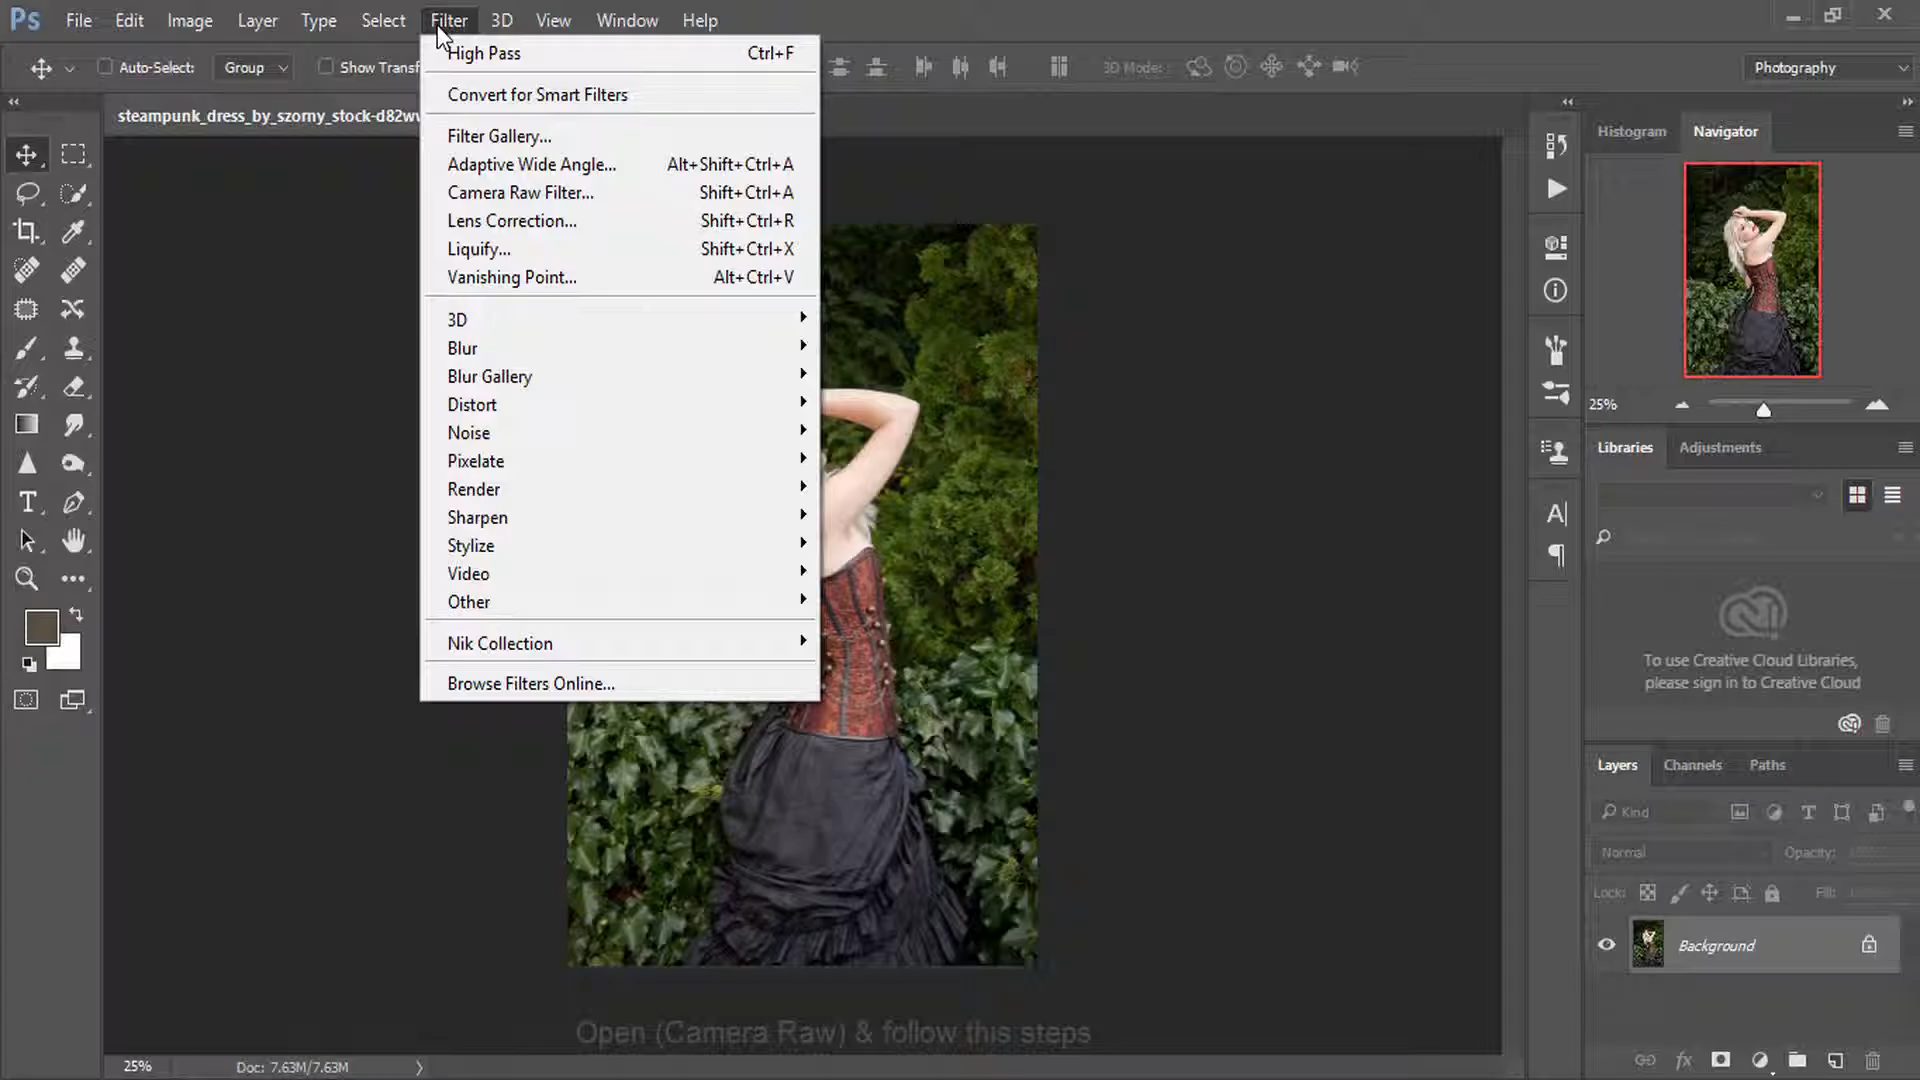 Ps File Edit Image Layer Type Select Filter 3D View Window Help
Auto-Select: Group Show Transf 3D Mode: Photography
steampunk_dress_by_szorny_stock-d82w
High Pass Ctrl+F
Convert for Smart Filters
Filter Gallery...
Adaptive Wide Angle... Alt+Shift+Ctrl+A
Camera Raw Filter... Shift+Ctrl+A
Lens Correction... Shift+Ctrl+R
Liquify... Shift+Ctrl+X
Vanishing Point... Alt+Ctrl+V
3D
Blur
Blur Gallery
Distort
Noise
Pixelate
Render
Sharpen
Stylize
Video
Other
Nik Collection
Browse Filters Online...
Histogram Navigator
25%
Libraries Adjustments
To use Creative Cloud Libraries,
please sign in to Creative Cloud
Layers Channels Paths
Kind
Normal Opacity:
Lock: Fill:
Background
Open (Camera Raw) & follow this steps
25% Doc: 7.63M/7.63M